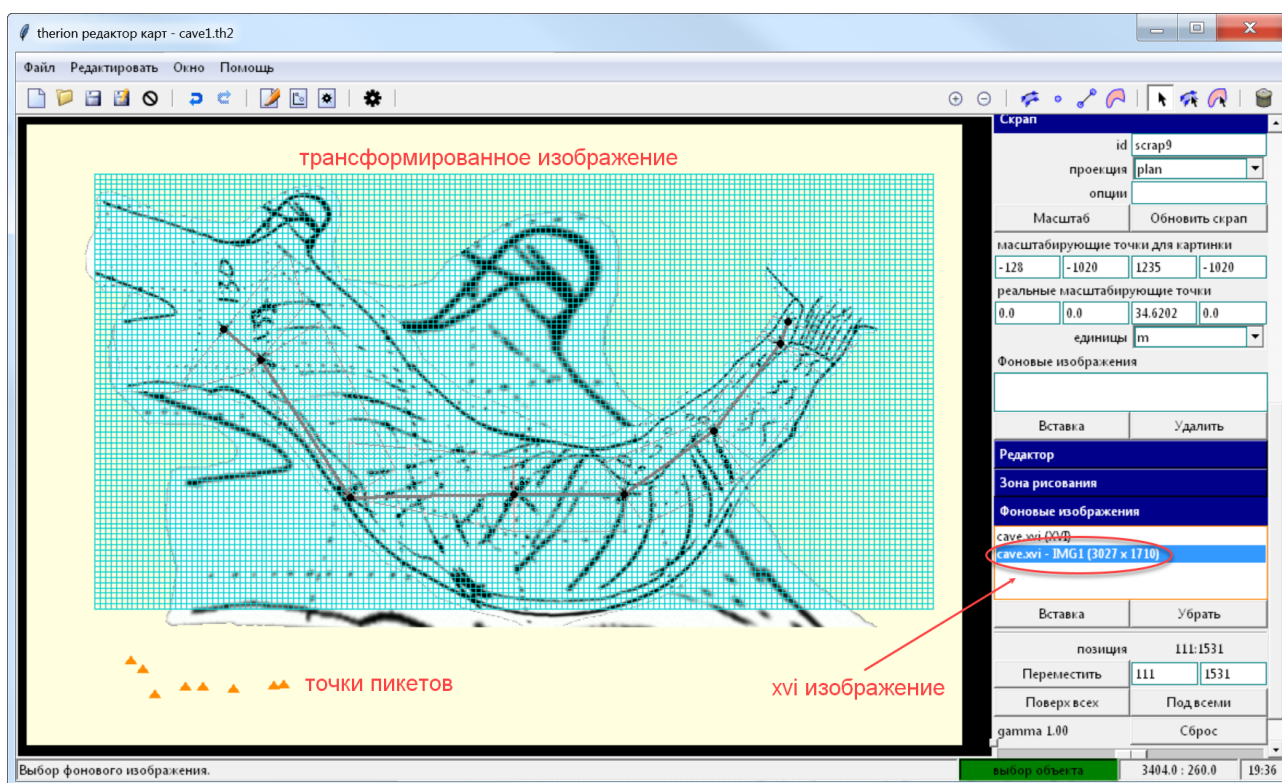 therion редактор карт - cave1.th2
Файл Редактировать Окно Помощь
трансформированное изображение
Скрап
id scrap9
проекция plan
опции
Масштаб Обновить скрап
масштабирующие точки для картинки
-128 -1020 1235 -1020
реальные масштабирующие точки
0.0 0.0 34.6202 0.0
единицы m
Фоновые изображения
Вставка Удалить
Редактор
Зона рисования
Фоновые изображения
cave.xvi (XVI)
cave.xvi - IMG1 (3027 x 1710)
Вставка Убрать
позиция 111:1531
Переместить 111 1531
Поверх всех Под всеми
gamma 1.00 Сброс
точки пикетов
xvi изображение
Выбор фонового изображения.
выбор объекта 3404.0 : 260.0 19:36